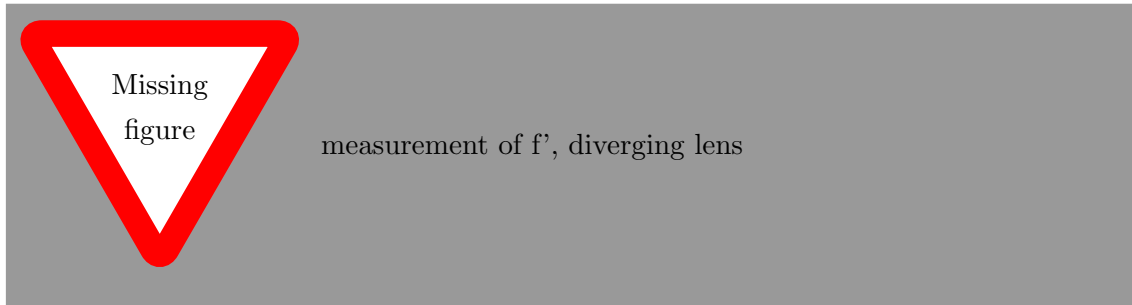 Missing
figure
measurement of f’, diverging lens